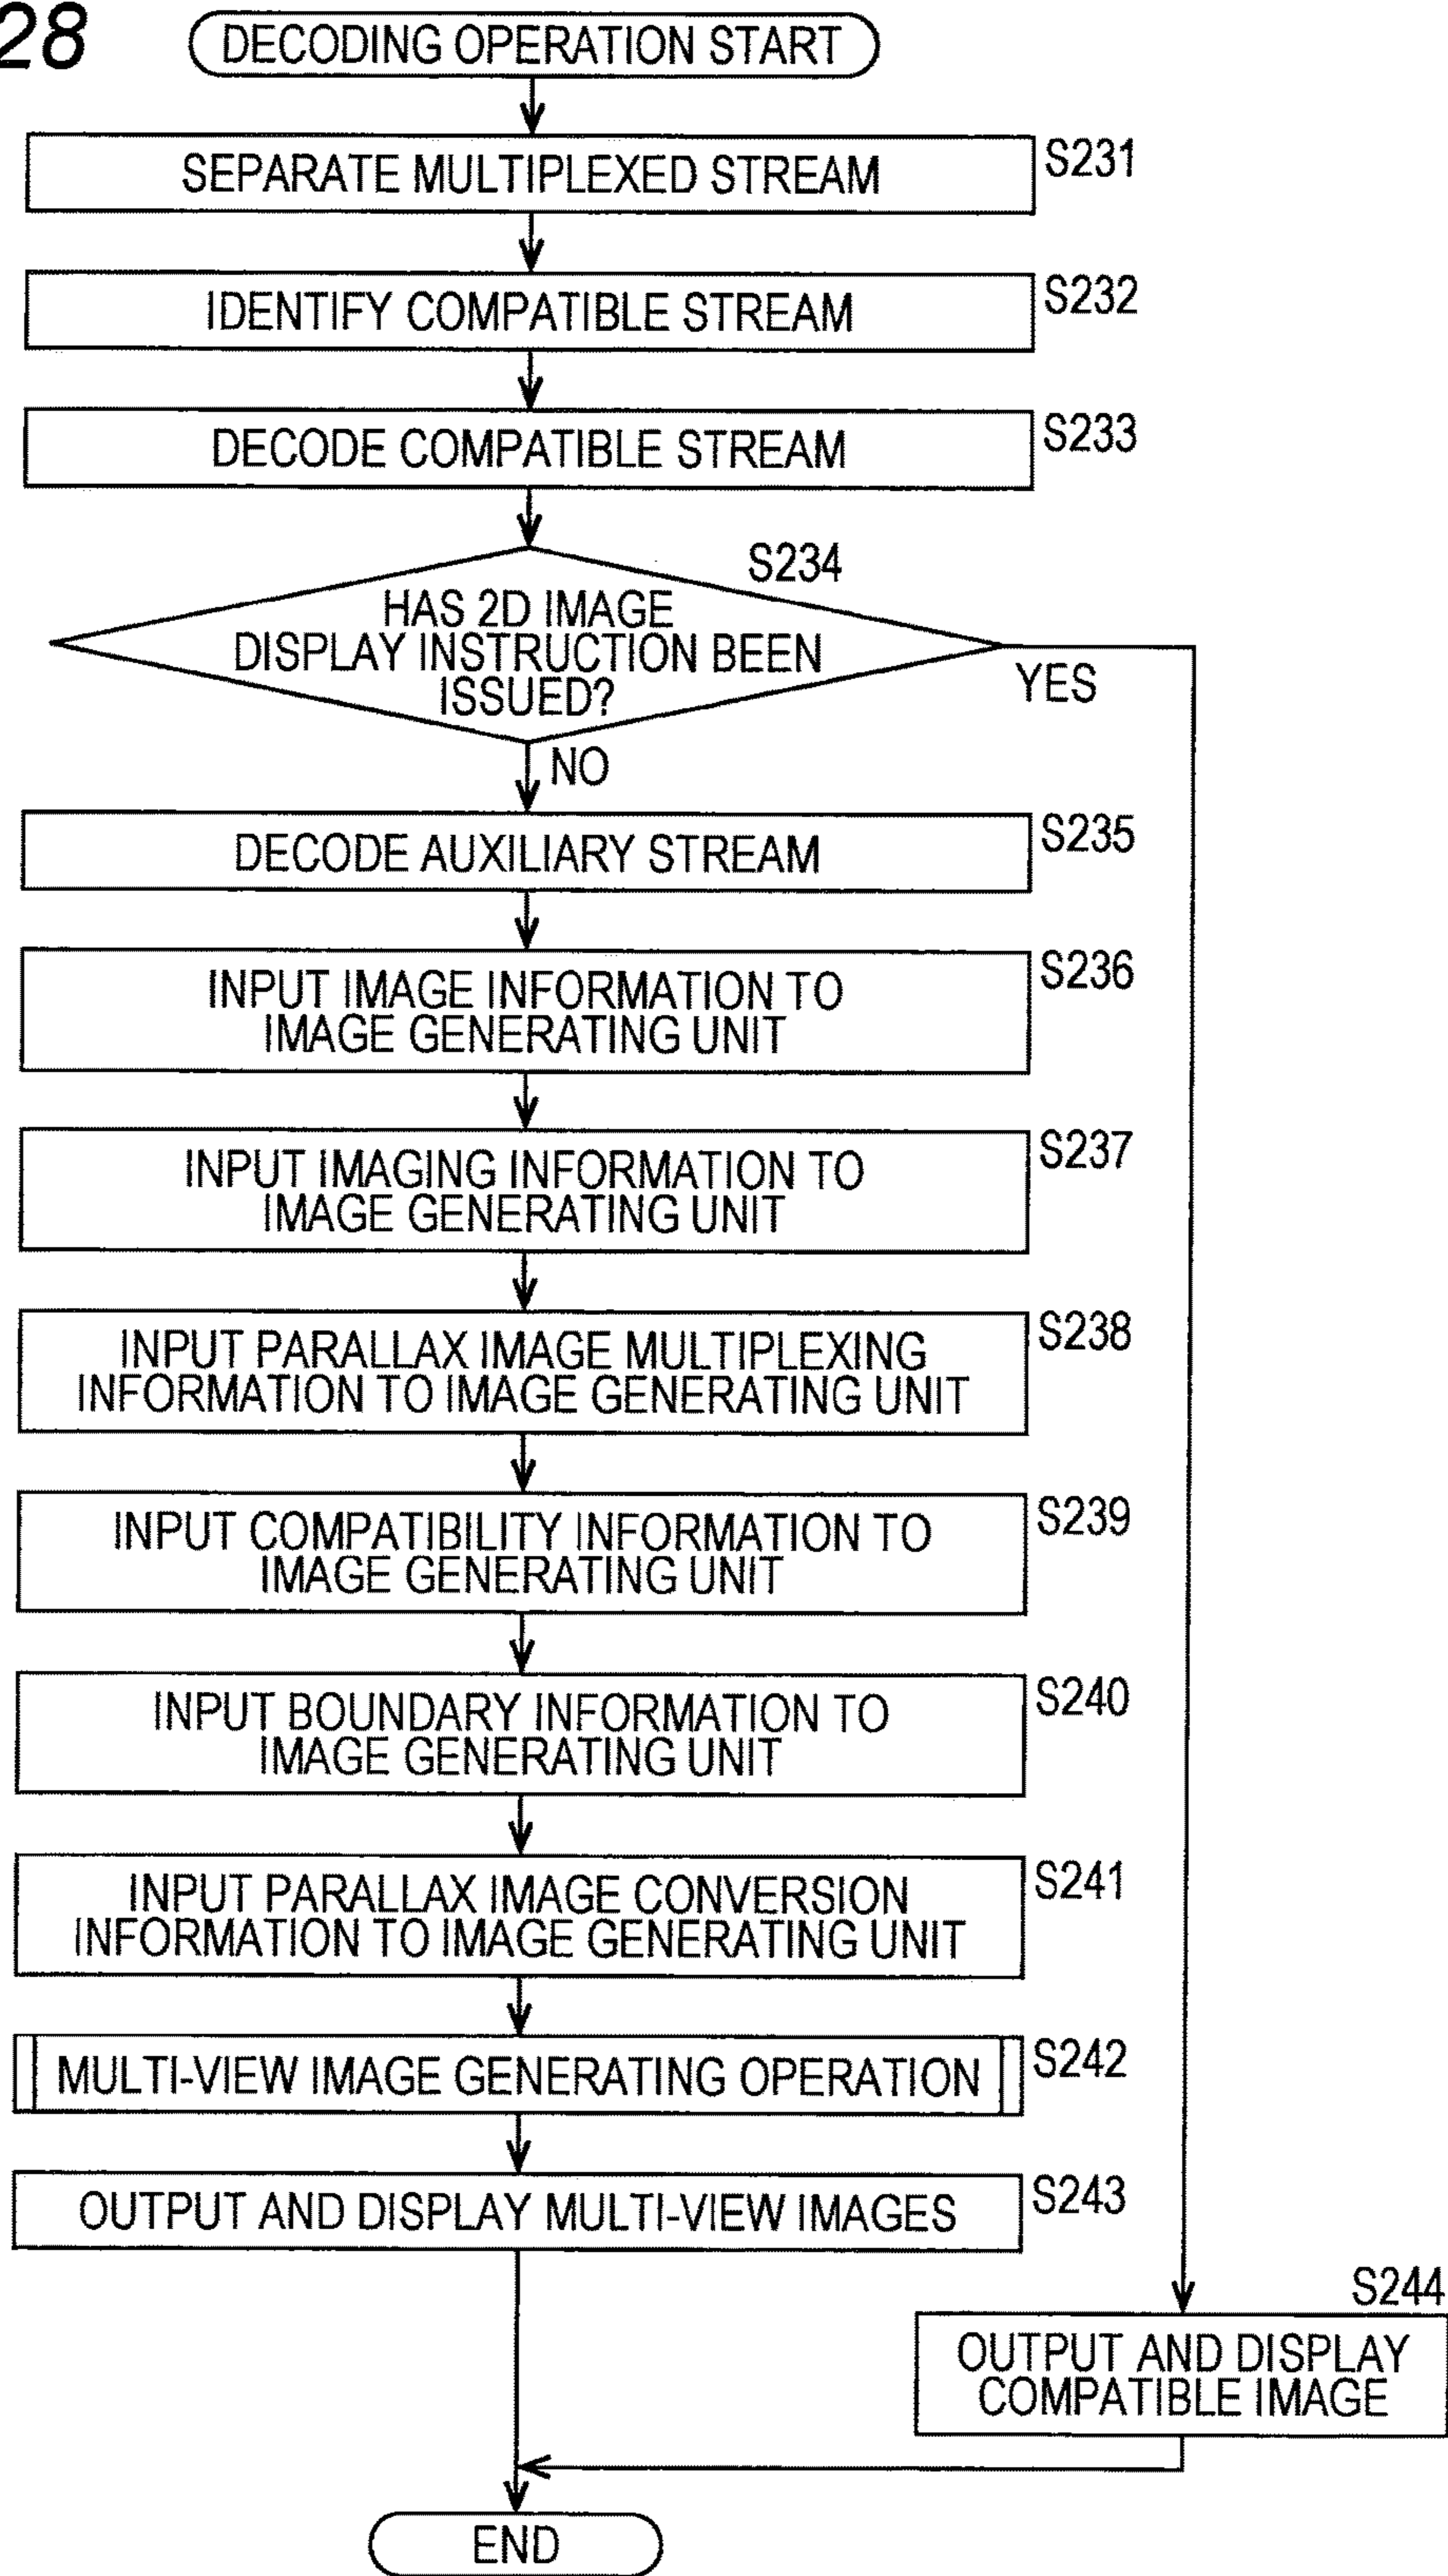 28
DECODING OPERATION START
SEPARATE MULTIPLEXED STREAM
S231
IDENTIFY COMPATIBLE STREAM
S232
DECODE COMPATIBLE STREAM
S233
S234
HAS 2D IMAGE
DISPLAY INSTRUCTION BEEN
ISSUED?
YES
NO
DECODE AUXILIARY STREAM
S235
INPUT IMAGE INFORMATION TO
IMAGE GENERATING UNIT
S236
INPUT IMAGING INFORMATION TO
IMAGE GENERATING UNIT
S237
INPUT PARALLAX IMAGE MULTIPLEXING
INFORMATION TO IMAGE GENERATING UNIT
S238
INPUT COMPATIBILITY INFORMATION TO
IMAGE GENERATING UNIT
S239
INPUT BOUNDARY INFORMATION TO
IMAGE GENERATING UNIT
S240
INPUT PARALLAX IMAGE CONVERSION
INFORMATION TO IMAGE GENERATING UNIT
S241
MULTI-VIEW IMAGE GENERATING OPERATION
S242
OUTPUT AND DISPLAY MULTI-VIEW IMAGES
S243
S244
OUTPUT AND DISPLAY
COMPATIBLE IMAGE
END